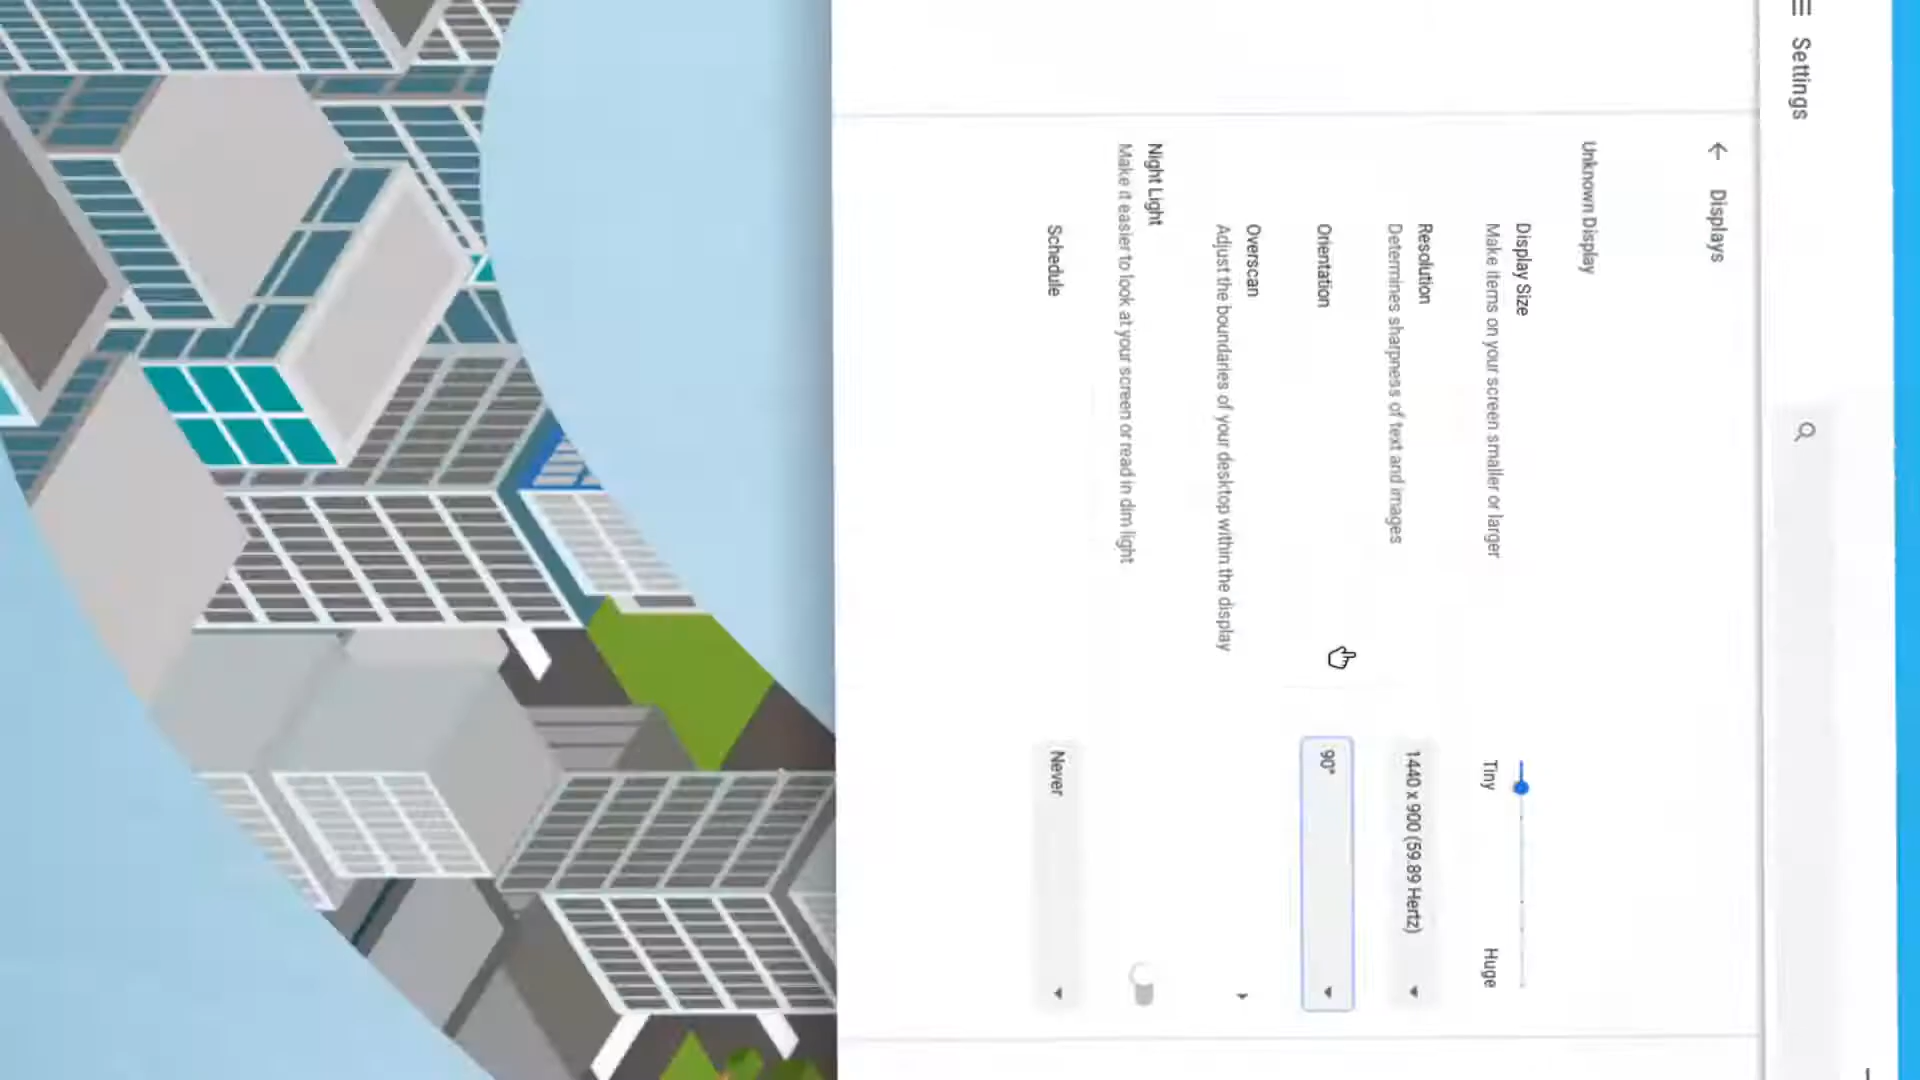 Settings
Displays
Unknown Display
Display Size
Make items on your screen smaller or larger
Tiny
Huge
Resolution
Determines sharpness of text and images
1440 x 900 (59.89 Hertz)
Orientation
90°
Overscan
Adjust the boundaries of your desktop within the display
Night Light
Make it easier to look at your screen or read in dim light
Schedule
Never